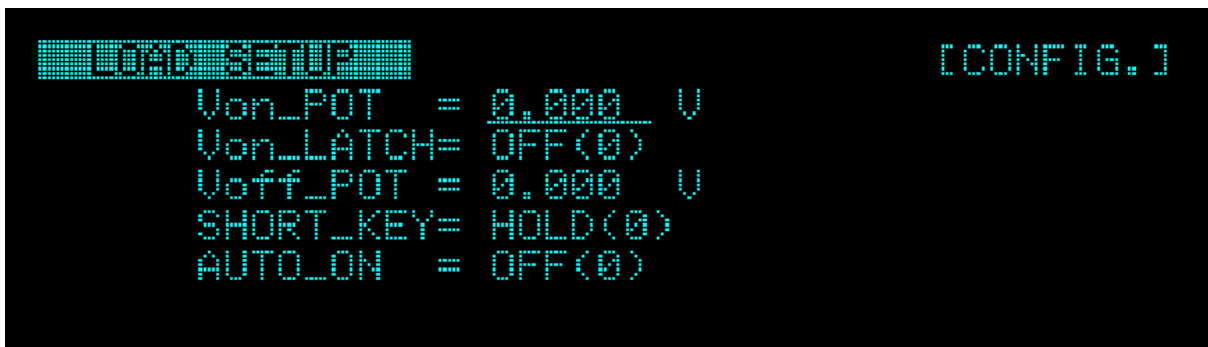 LOAD SETUP [CONFIG.]
Von_POT = 0.000 V
Von_LATCH= OFF(0)
Voff_POT = 0.000 V
SHORT_KEY= HOLD(0)
AUTO_ON = OFF(0)